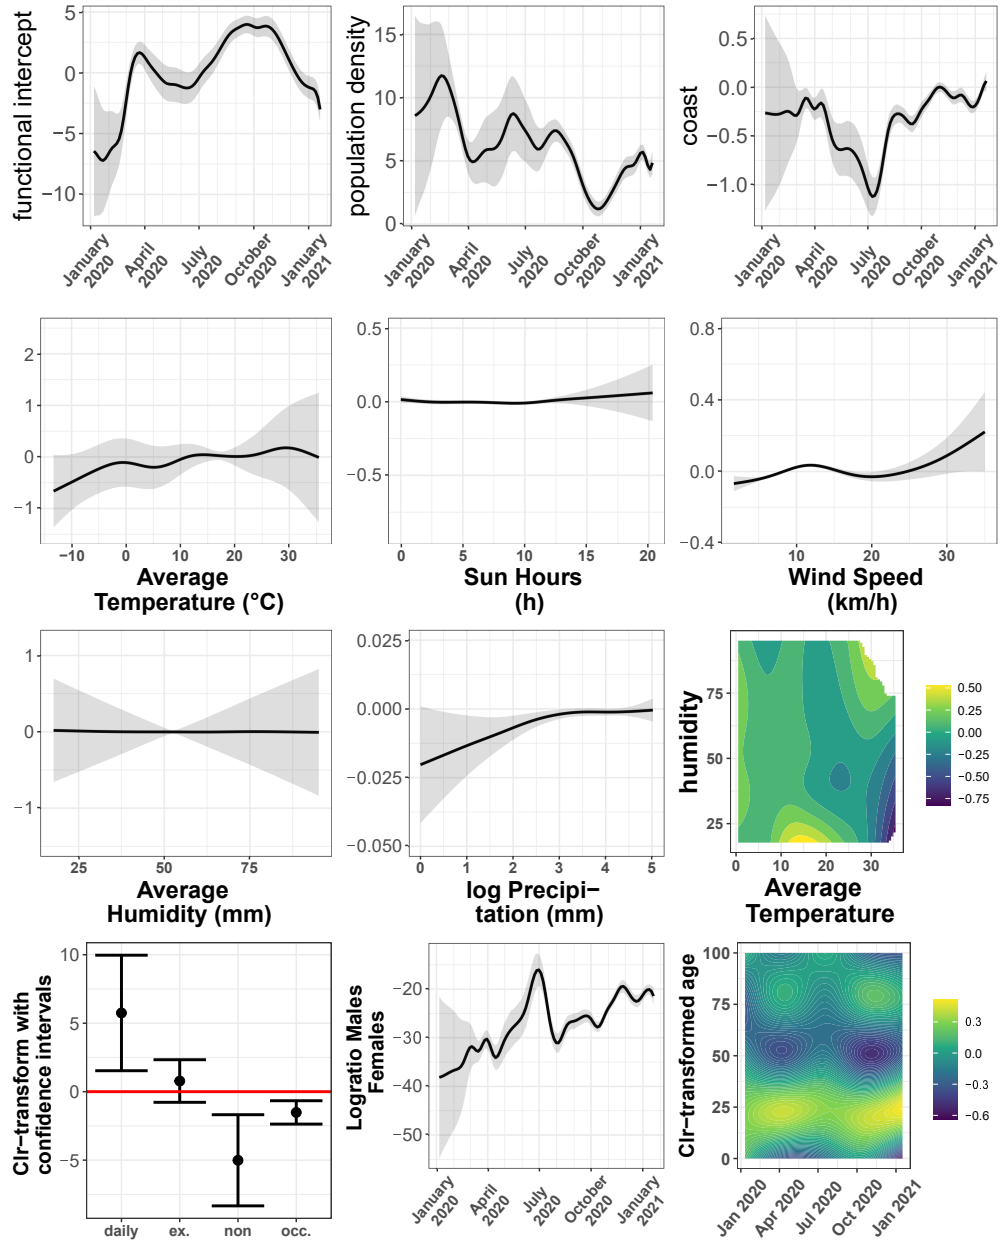 functional intercept
5
0
−5
−10
January 2020
April 2020
July 2020
October 2020
January 2021
population density
15
10
5
0
January 2020
April 2020
July 2020
October 2020
January 2021
coast
0.5
0.0
−0.5
−1.0
January 2020
April 2020
July 2020
October 2020
January 2021
2
1
0
−1
−10 0 10 20 30
Average
Temperature (°C)
0.5
0.0
−0.5
0 5 10 15 20
Sun Hours
(h)
0.8
0.4
0.0
−0.4
10 20 30
Wind Speed
(km/h)
1
0
−1
25 50 75
Average
Humidity (mm)
0.025
0.000
−0.025
−0.050
0 1 2 3 4 5
log Precipi−
tation (mm)
humidity
75
50
25
0 10 20 30
Average
Temperature
0.50
0.25
0.00
−0.25
−0.50
−0.75
Clr−transform with
confidence intervals
10
5
0
−5
daily ex. non occ.
Logratio Males
Females
−20
−30
−40
−50
January 2020
April 2020
July 2020
October 2020
January 2021
Clr−transformed age
100
75
50
25
0
Jan 2020
Apr 2020
Jul 2020
Oct 2020
Jan 2021
0.3
0.0
−0.3
−0.6